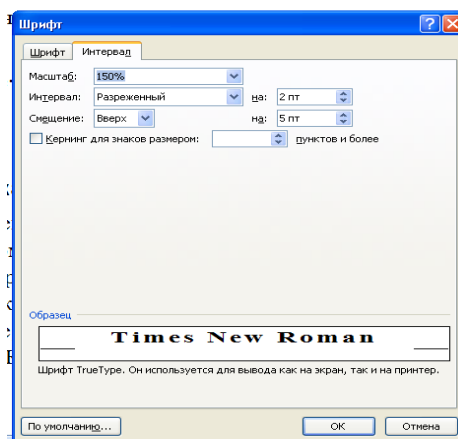 Шрифт
Шрифт Интервал
Масштаб: 150%
Интервал: Разреженный на: 2 пт
Смещение: Вверх на: 5 пт
Кернинг для знаков размером: пунктов и более
Образец
Times New Roman
Шрифт TrueType. Он используется для вывода как на экран, так и на принтер.
По умолчанию... ОК Отмена